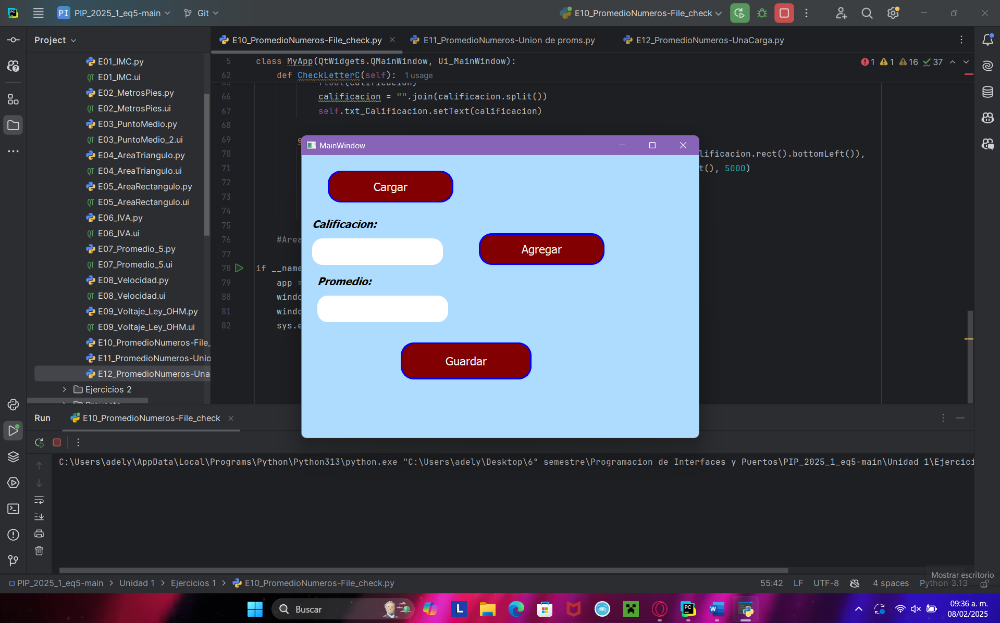 PI PIP_2025_1_eq5-main Git E10_PromedioNumeros-File_check
Project
E10_PromedioNumeros-File_check.py E11_PromedioNumeros-Union de proms.py E12_PromedioNumeros-UnaCarga.py
E01_IMC.py
E01_IMC.ui
E02_MetrosPies.py
E02_MetrosPies.ui
E03_PuntoMedio.py
E03_PuntoMedio_2.ui
E04_AreaTriangulo.py
E04_AreaTriangulo.ui
E05_AreaRectangulo.py
E05_AreaRectangulo.ui
E06_IVA.py
E06_IVA.ui
E07_Promedio_5.py
E07_Promedio_5.ui
E08_Velocidad.py
E08_Velocidad.ui
E09_Voltaje_Ley_OHM.py
E09_Voltaje_Ley_OHM.ui
E10_PromedioNumeros-File_
E11_PromedioNumeros-Unio
E12_PromedioNumeros-Una
Ejercicios 2
Proyecto
5 class MyApp(QtWidgets.QMainWindow, Ui_MainWindow):
1 1 16 37
62 def CheckLetterC(self): 1 usage
65 float(calificacion)
66 calificacion = "".join(calificacion.split())
67 self.txt_Calificacion.setText(calificacion)
68
69 e
70 lificacion.rect().bottomLeft()),
71 t(), 5000)
72
73
74
75
76 #Area
77
78 if __name
79 app =
80 windo
81 windo
82 sys.e
MainWindow
Cargar
Calificacion:
Agregar
Promedio:
Guardar
Run E10_PromedioNumeros-File_check
C:\Users\adely\AppData\Local\Programs\Python\Python313\python.exe "C:\Users\adely\Desktop\6° semestre\Programacion de Interfaces y Puertos\PIP_2025_1_eq5-main\Unidad 1\Ejercici
Mostrar escritorio
PIP_2025_1_eq5-main > Unidad 1 > Ejercicios 1 > E10_PromedioNumeros-File_check.py 55:42 LF UTF-8 4 spaces Python 3.13
Buscar
L
PC
W
09:36 a. m.
08/02/2025